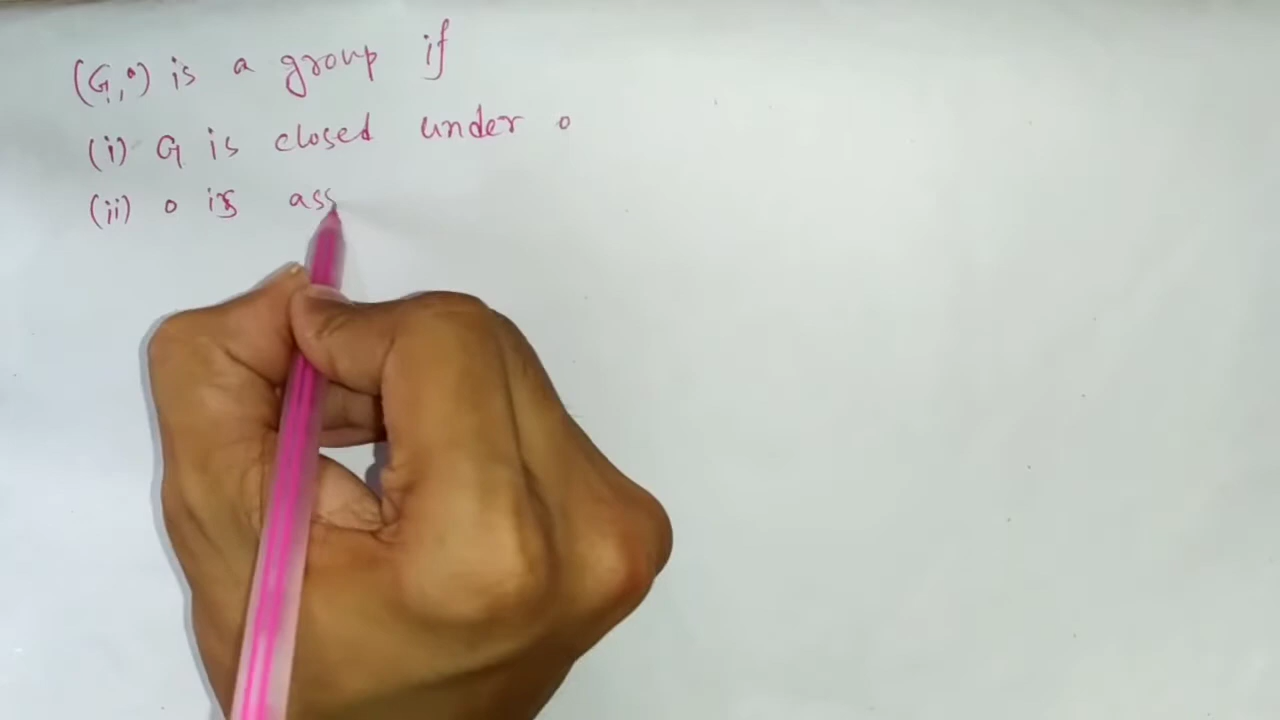 (G, o) is a group if
(i) G is closed under o
(ii) o is ass